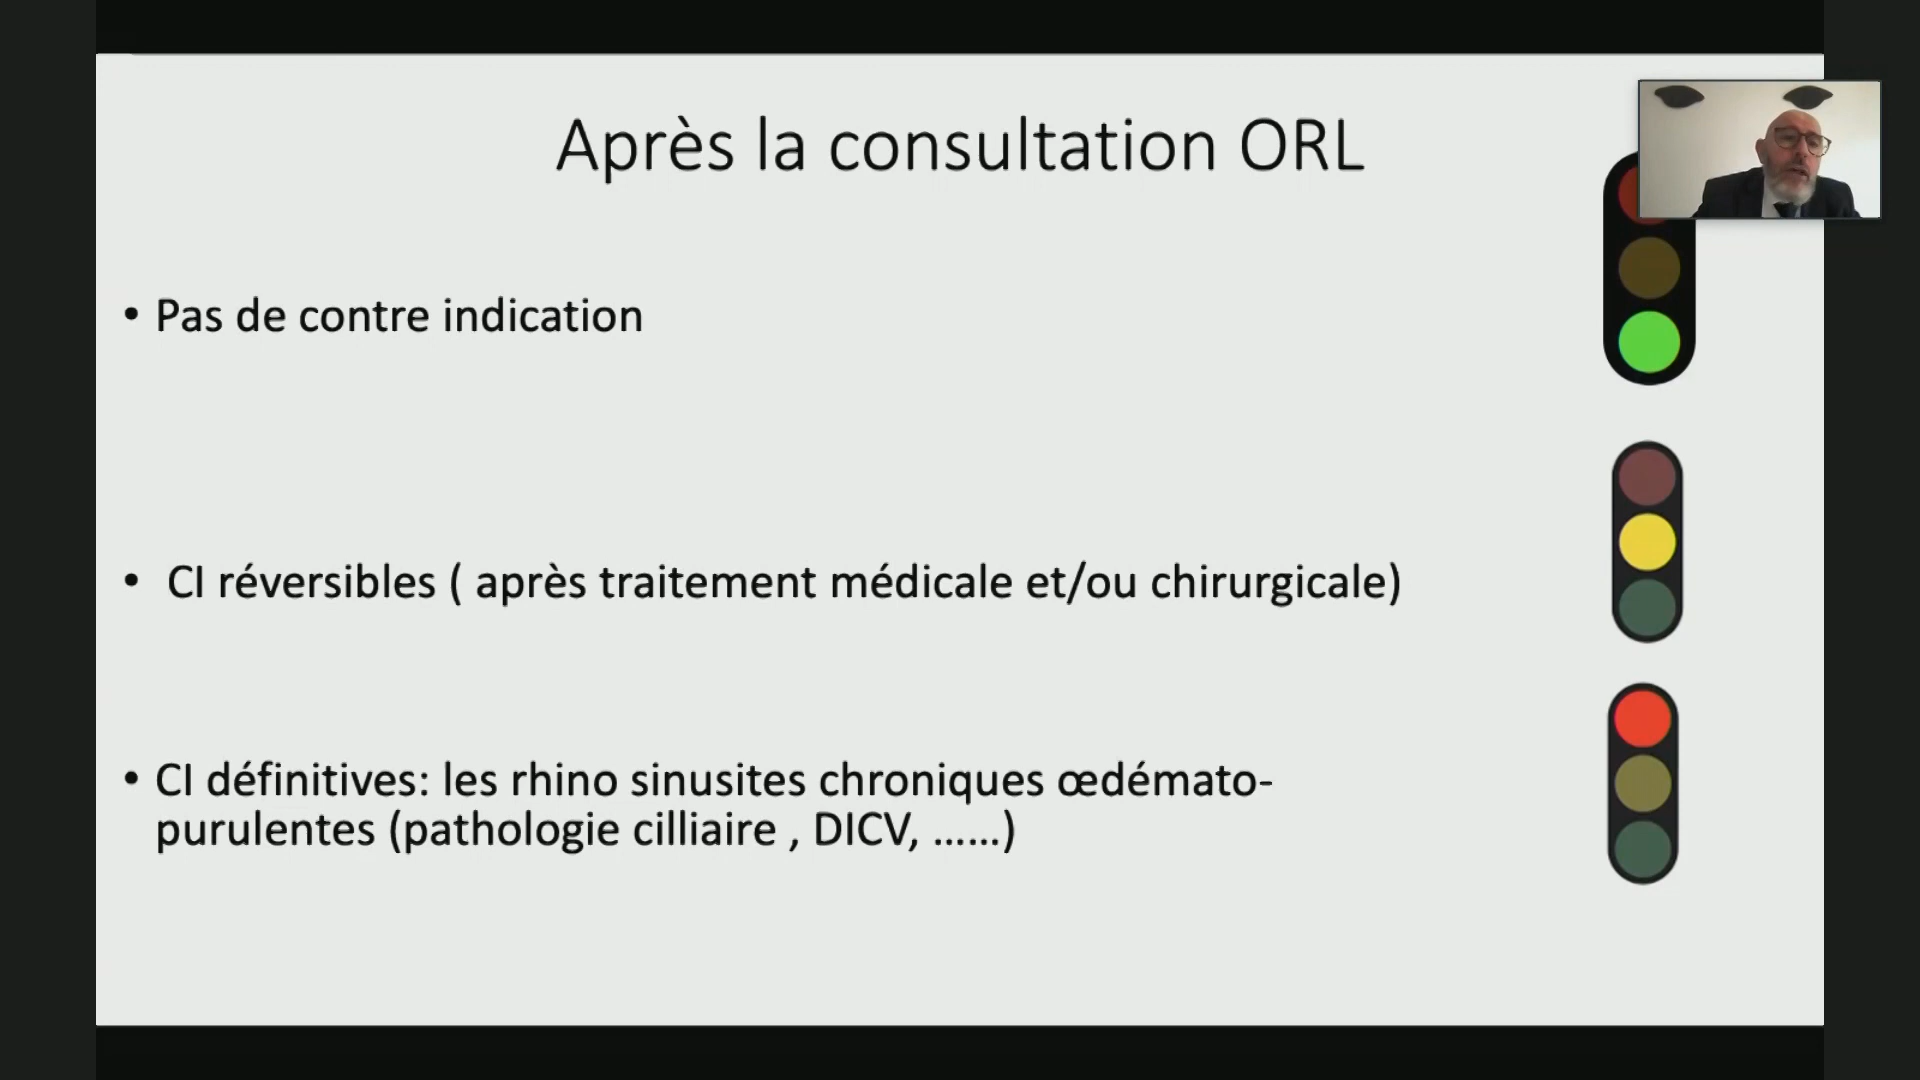 Après la consultation ORL
• Pas de contre indication
• CI réversibles ( après traitement médicale et/ou chirurgicale)
• CI définitives: les rhino sinusites chroniques œdémato-
purulentes (pathologie cilliaire , DICV, ......)